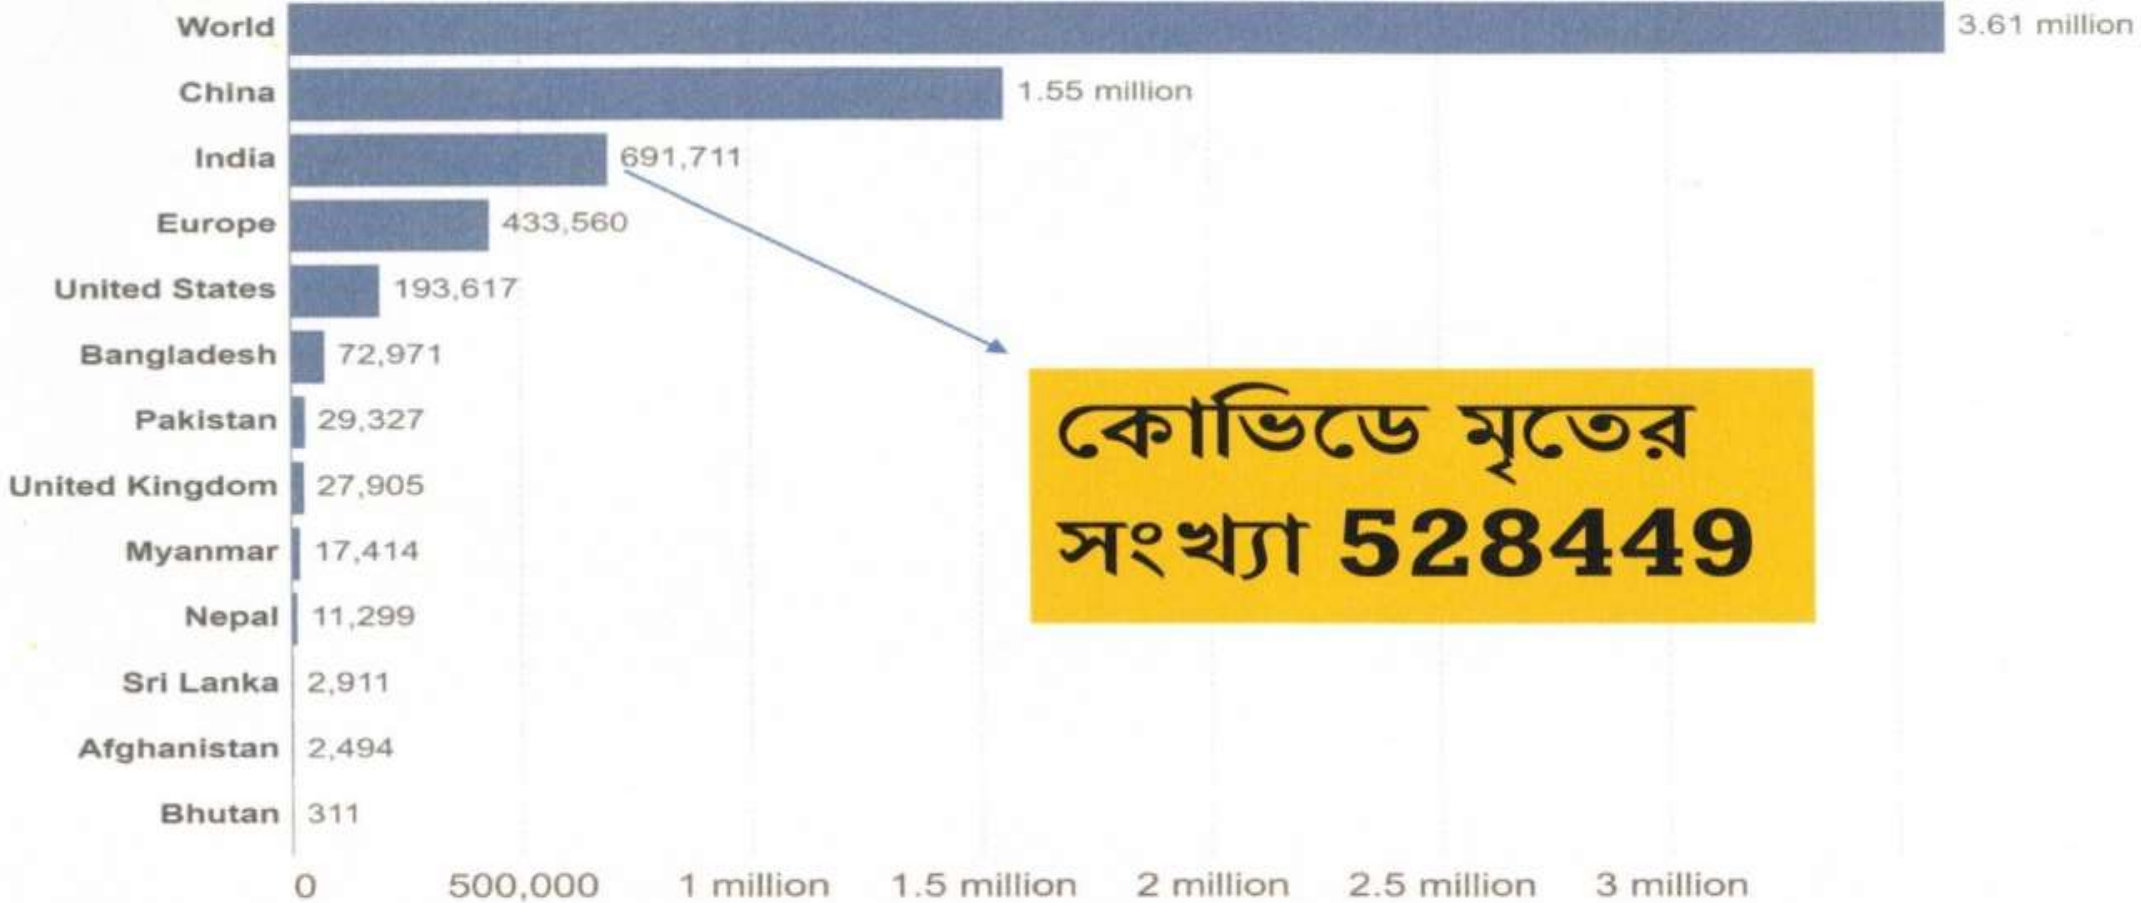 World 3.61 million
China 1.55 million
India 691,711
Europe 433,560
United States 193,617
Bangladesh 72,971
Pakistan 29,327
United Kingdom 27,905
Myanmar 17,414
Nepal 11,299
Sri Lanka 2,911
Afghanistan 2,494
Bhutan 311
0 500,000 1 million 1.5 million 2 million 2.5 million 3 million
কোভিডে মৃতের
সংখ্যা 528449